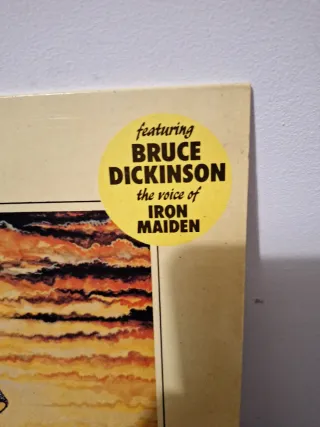 featuring
BRUCE
DICKINSON
the voice of
IRON
MAIDEN